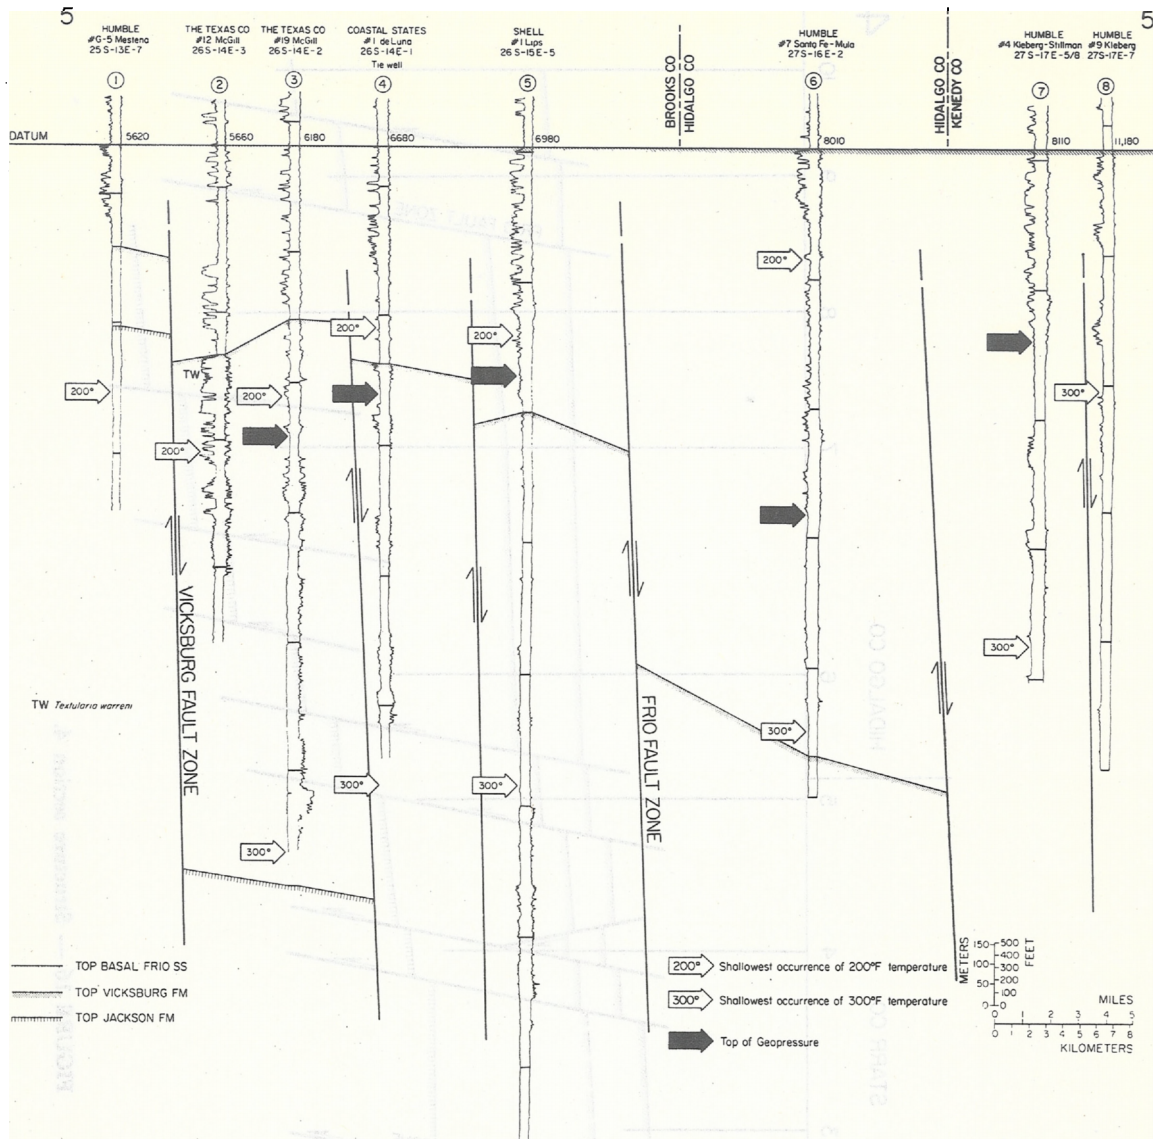 5
5
HUMBLE
#G-5 Mestena
25 S-13E-7
THE TEXAS CO
#12 McGill
26S-14E-3
THE TEXAS CO
#19 McGill
26S-14E-2
COASTAL STATES
#1 de Luna
26S-14E-1
Tie well
SHELL
#1 Lips
26S-15E-5
BROOKS CO
HIDALGO CO
HUMBLE
#7 Santa Fe-Mula
27S-16E-2
HIDALGO CO
KENEDY CO
HUMBLE
#4 Kleberg-Stillman
27S-17E-5/8
HUMBLE
#9 Kleberg
27S-17E-7
1
2
3
4
5
6
7
8
DATUM
5620
5660
6180
6680
6980
8010
8110
11,180
200°
200°
200°
TW
200°
200°
300°
200°
200°
VICKSBURG FAULT ZONE
300°
TW Textularia warreni
FRIO FAULT ZONE
300°
300°
300°
300°
TOP BASAL FRIO SS
TOP VICKSBURG FM
TOP JACKSON FM
200° Shallowest occurrence of 200°F temperature
300° Shallowest occurrence of 300°F temperature
Top of Geopressure
METERS
150
100
50
0
500
400
300
200
100
0
FEET
MILES
0 1 2 3 4 5
0 1 2 3 4 5 6 7 8
KILOMETERS